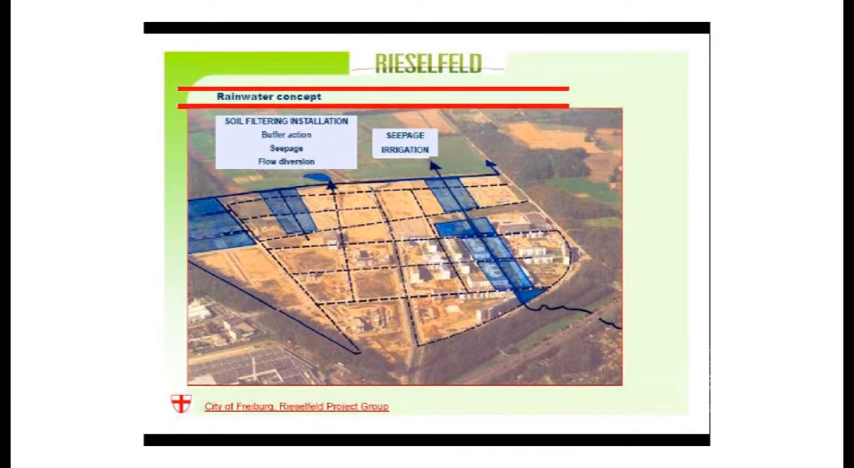 RIESELFELD
Rainwater concept
SOIL FILTERING INSTALLATION
Buffer action
Seepage
Flow diversion
SEEPAGE
IRRIGATION
City of Freiburg, Rieselfeld Project Group